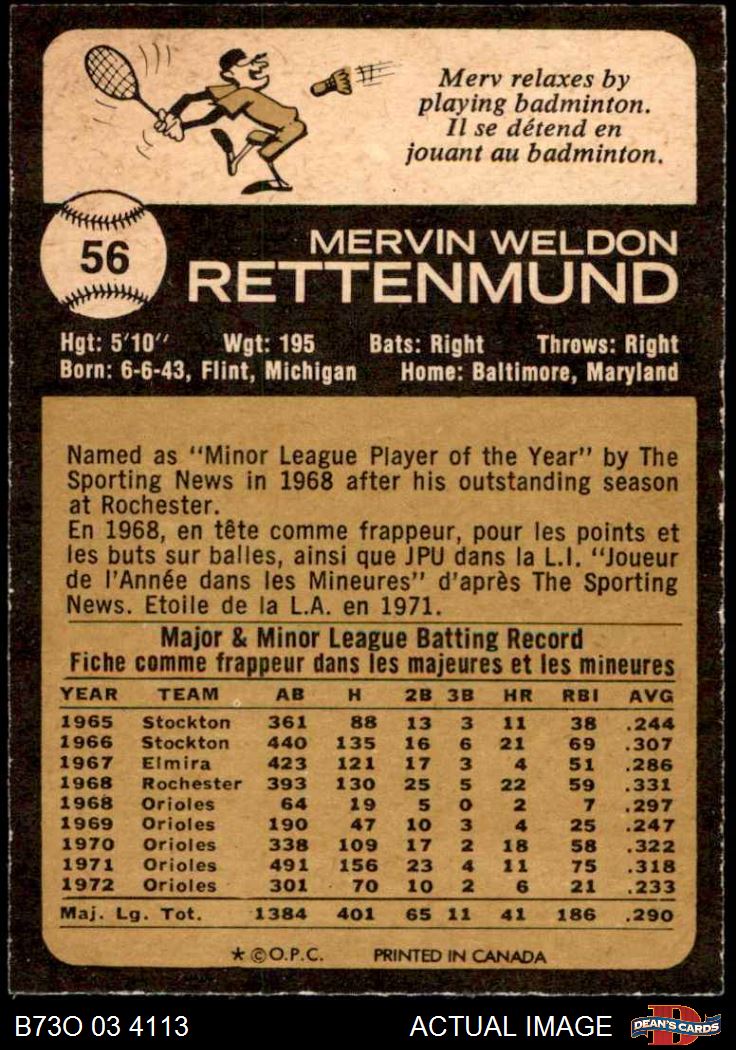 Merv relaxes by
playing badminton.
Il se détend en
jouant au badminton.
56
MERVIN WELDON
RETTENMUND
Hgt: 5'10" Wgt: 195 Bats: Right Throws: Right
Born: 6-6-43, Flint, Michigan Home: Baltimore, Maryland
Named as "Minor League Player of the Year" by The
Sporting News in 1968 after his outstanding season
at Rochester.
En 1968, en tête comme frappeur, pour les points et
les buts sur balles, ainsi que JPU dans la L.I. "Joueur
de l'Année dans les Mineures" d'après The Sporting
News. Etoile de la L.A. en 1971.
Major & Minor League Batting Record
Fiche comme frappeur dans les majeures et les mineures
YEAR TEAM AB H 2B 3B HR RBI AVG
1965 Stockton 361 88 13 3 11 38 .244
1966 Stockton 440 135 16 6 21 69 .307
1967 Elmira 423 121 17 3 4 51 .286
1968 Rochester 393 130 25 5 22 59 .331
1968 Orioles 64 19 5 0 2 7 .297
1969 Orioles 190 47 10 3 4 25 .247
1970 Orioles 338 109 17 2 18 58 .322
1971 Orioles 491 156 23 4 11 75 .318
1972 Orioles 301 70 10 2 6 21 .233
Maj. Lg. Tot. 1384 401 65 11 41 186 .290
* © O.P.C. PRINTED IN CANADA
B73O 03 4113 ACTUAL IMAGE DEAN'S CARDS